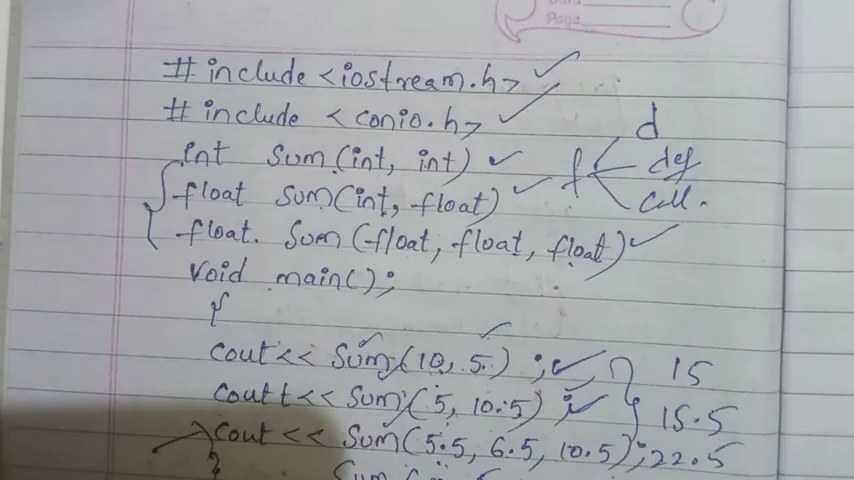 Page
# include <iostream.h>
# include <conio.h>
d
int sum (int, int)
f
def
float sum(int, float)
call.
float. sum (float, float, float)
void main();
{
cout<< sum(10, 5) ; 15
coutt<< sum(5, 10.5) ; 15.5
cout << sum(5.5, 6.5, 10.5); 22.5
}